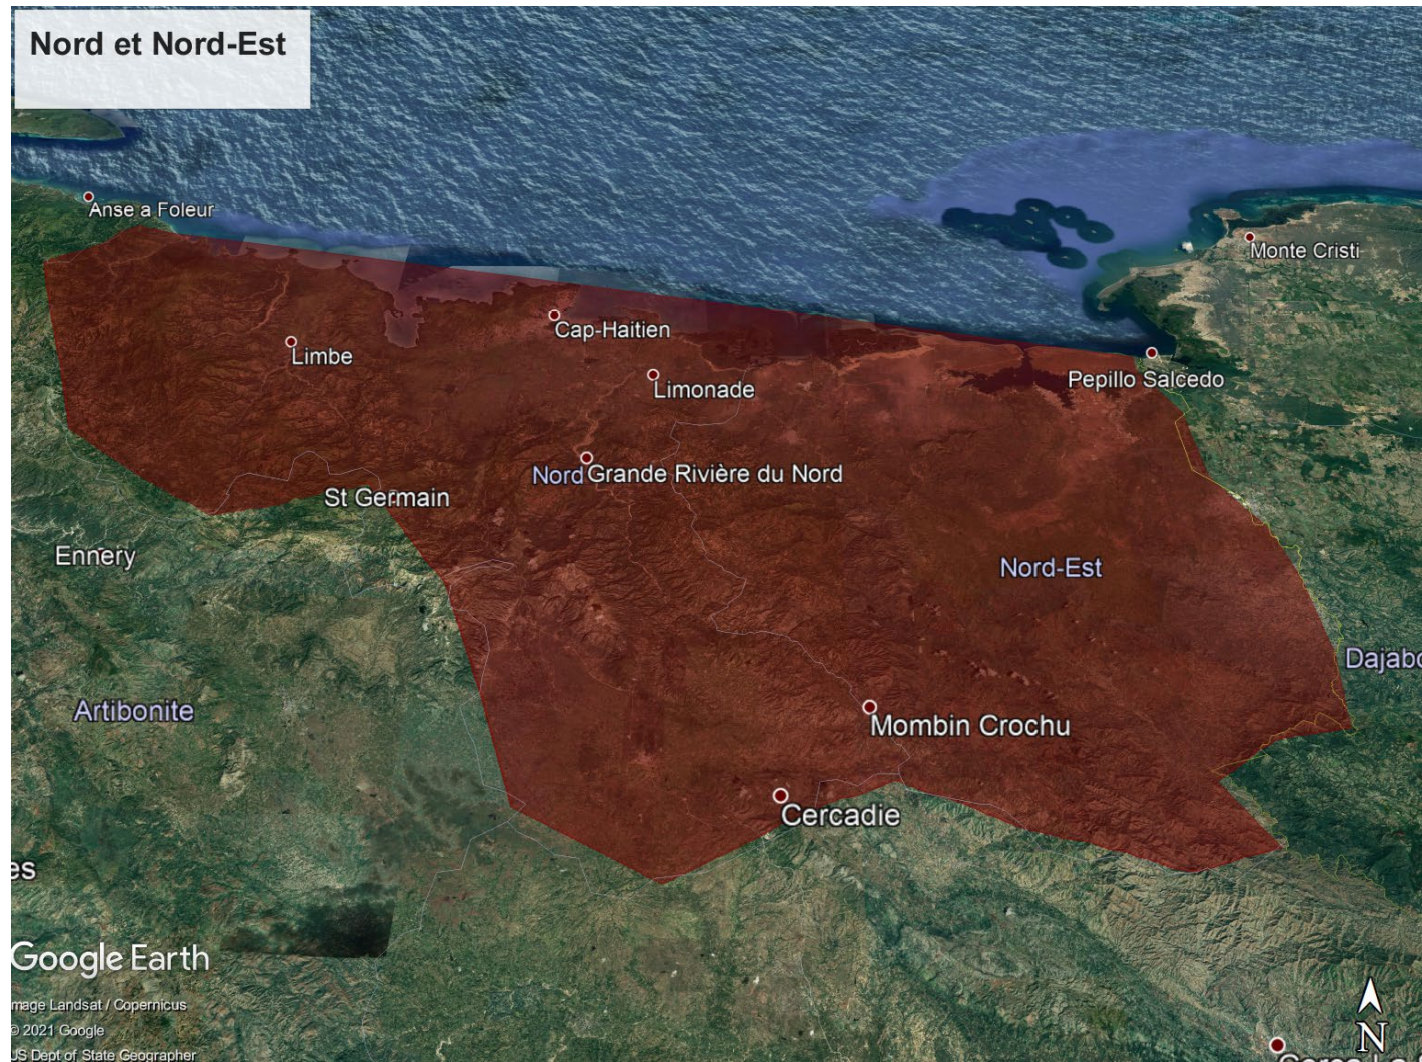 Nord et Nord-Est
Anse a Foleur
Monte Cristi
Cap-Haitien
Limbe
Pepillo Salcedo
Limonade
Nord Grande Rivière du Nord
St Germain
Ennery
Nord-Est
Artibonite
Mombin Crochu
Cercadie
Google Earth
mage Landsat / Copernicus
© 2021 Google
US Dept of State Geographer
N